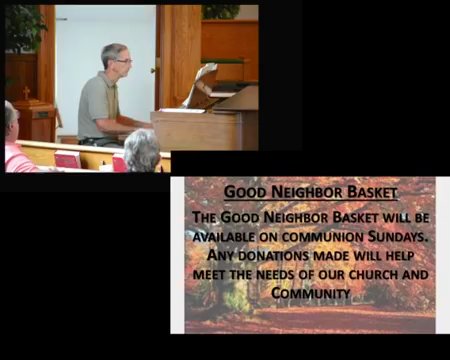 Good Neighbor Basket
The Good Neighbor Basket will be
available on communion Sundays.
Any donations made will help
meet the needs of our church and
Community